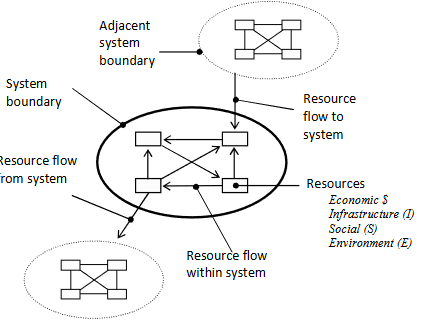 Adjacent
system
boundary
System
boundary
Resource
flow to
system
Resource flow
from system
Resources
Economic $
Infrastructure (I)
Social (S)
Environment (E)
Resource flow
within system